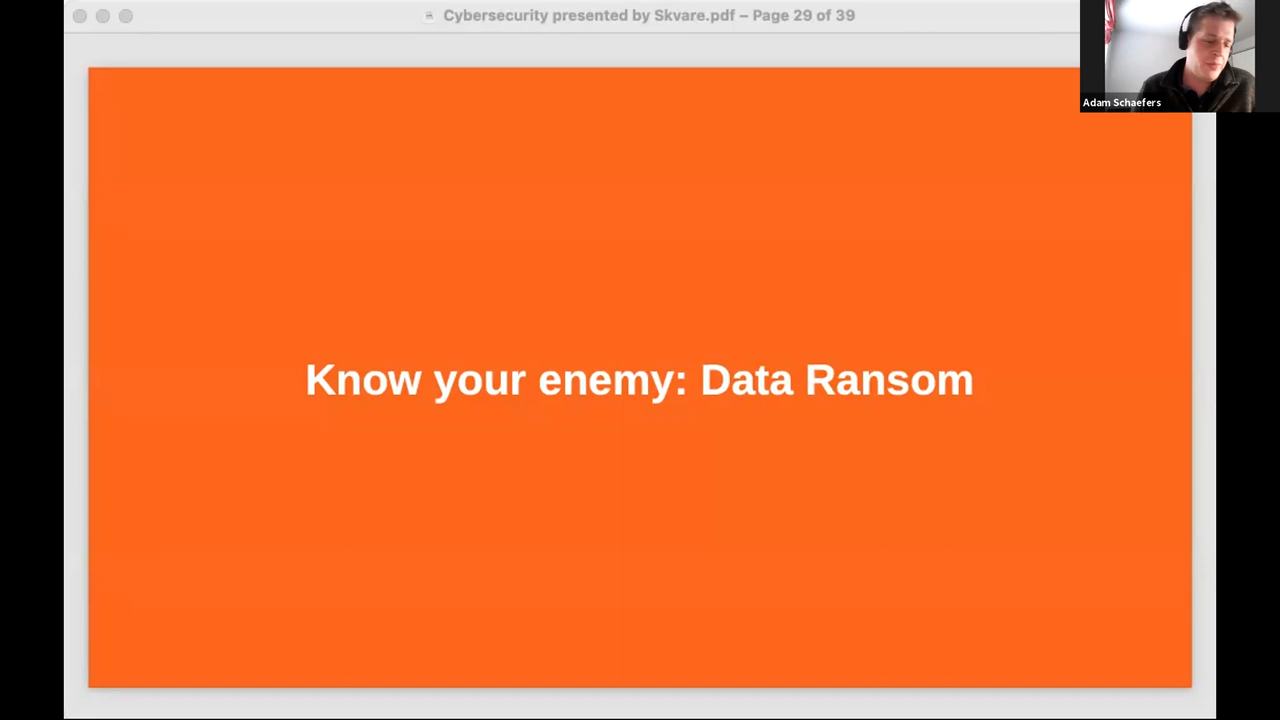 Cybersecurity presented by Skvare.pdf – Page 29 of 39
Adam Schaefers
Know your enemy: Data Ransom